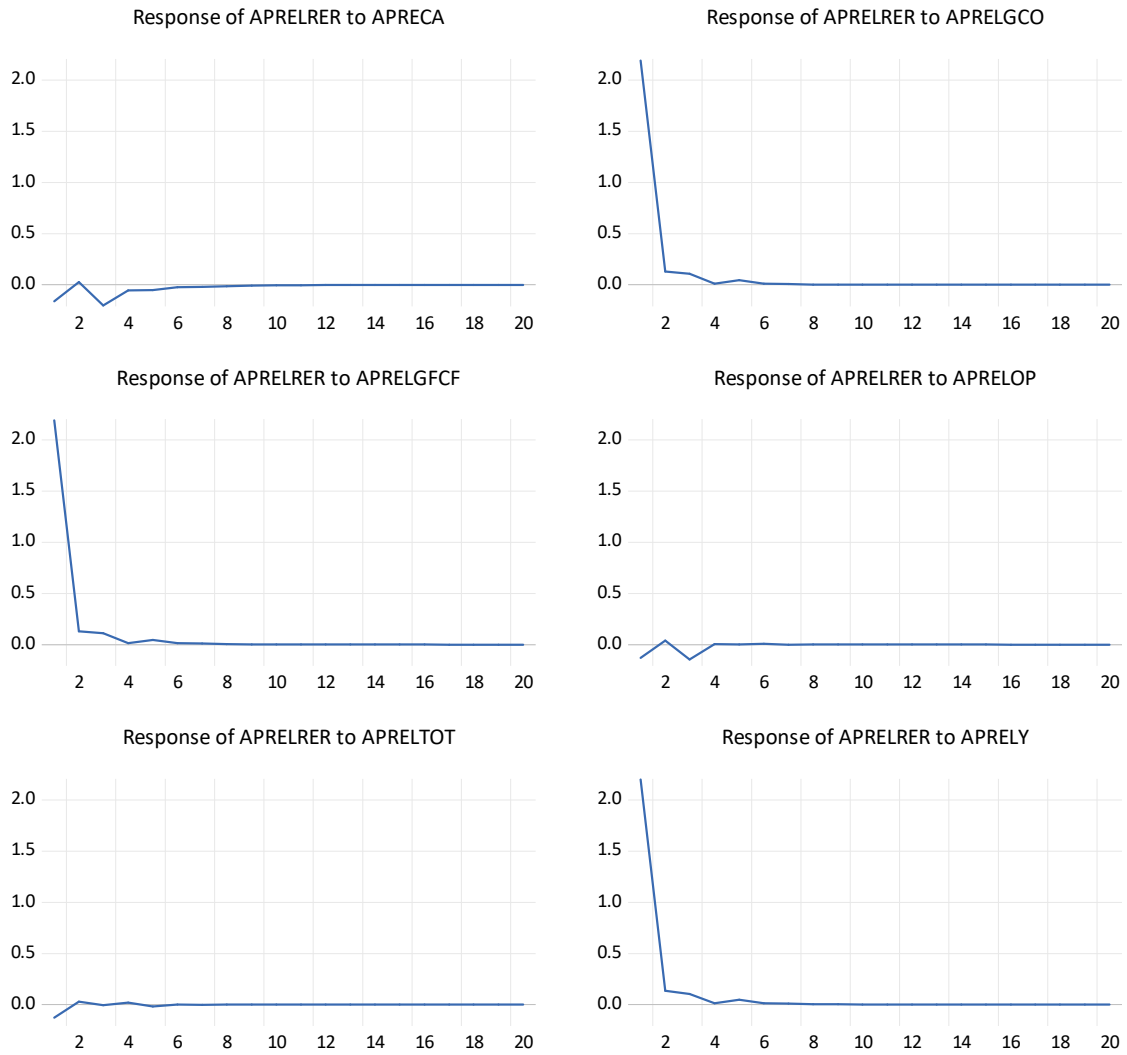 Response of APRELRER to APRECA
2.0
1.5
1.0
0.5
0.0
2 4 6 8 10 12 14 16 18 20
Response of APRELRER to APRELGCO
2.0
1.5
1.0
0.5
0.0
2 4 6 8 10 12 14 16 18 20
Response of APRELRER to APRELGFCF
2.0
1.5
1.0
0.5
0.0
2 4 6 8 10 12 14 16 18 20
Response of APRELRER to APRELOP
2.0
1.5
1.0
0.5
0.0
2 4 6 8 10 12 14 16 18 20
Response of APRELRER to APRELTOT
2.0
1.5
1.0
0.5
0.0
2 4 6 8 10 12 14 16 18 20
Response of APRELRER to APRELY
2.0
1.5
1.0
0.5
0.0
2 4 6 8 10 12 14 16 18 20